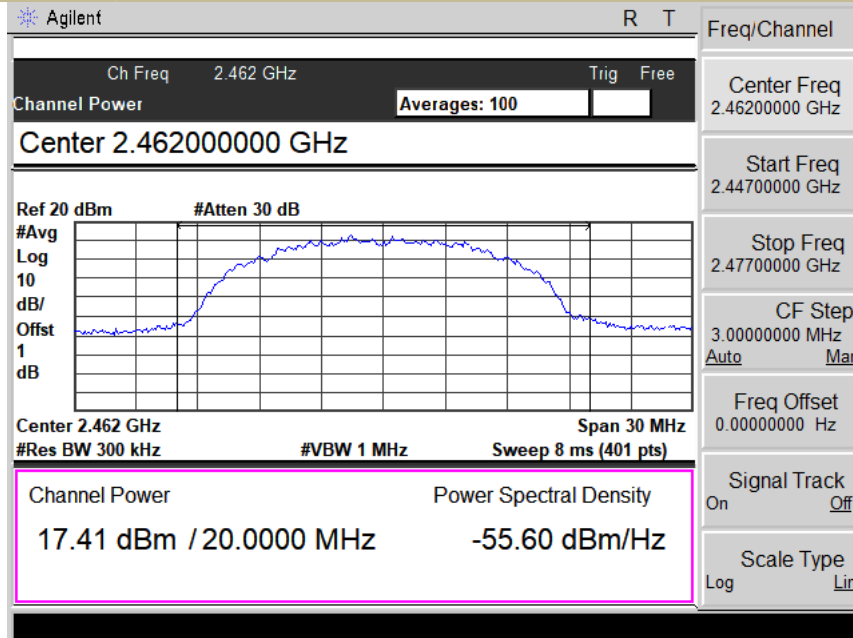 Agilent R T
Ch Freq 2.462 GHz Trig Free
Channel Power Averages: 100
Center 2.462000000 GHz
Ref 20 dBm #Atten 30 dB
#Avg
Log
10
dB/
Offst
1
dB
Center 2.462 GHz Span 30 MHz
#Res BW 300 kHz #VBW 1 MHz Sweep 8 ms (401 pts)
Channel Power Power Spectral Density
17.41 dBm / 20.0000 MHz -55.60 dBm/Hz
Freq/Channel
Center Freq
2.46200000 GHz
Start Freq
2.44700000 GHz
Stop Freq
2.47700000 GHz
CF Step
3.00000000 MHz
Auto Man
Freq Offset
0.00000000 Hz
Signal Track
On Off
Scale Type
Log Lin